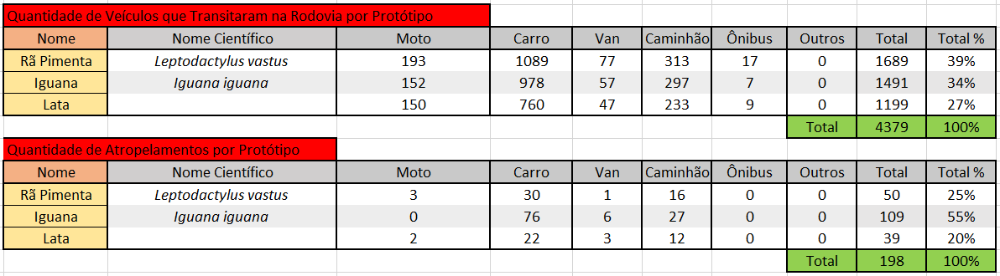 Quantidade de Veículos que Transitaram na Rodovia por Protótipo
Nome Nome Científico Moto Carro Van Caminhão Ônibus Outros Total Total %
Rã Pimenta Leptodactylus vastus 193 1089 77 313 17 0 1689 39%
Iguana Iguana iguana 152 978 57 297 7 0 1491 34%
Lata 150 760 47 233 9 0 1199 27%
Total 4379 100%
Quantidade de Atropelamentos por Protótipo
Nome Nome Científico Moto Carro Van Caminhão Ônibus Outros Total Total %
Rã Pimenta Leptodactylus vastus 3 30 1 16 0 0 50 25%
Iguana Iguana iguana 0 76 6 27 0 0 109 55%
Lata 2 22 3 12 0 0 39 20%
Total 198 100%